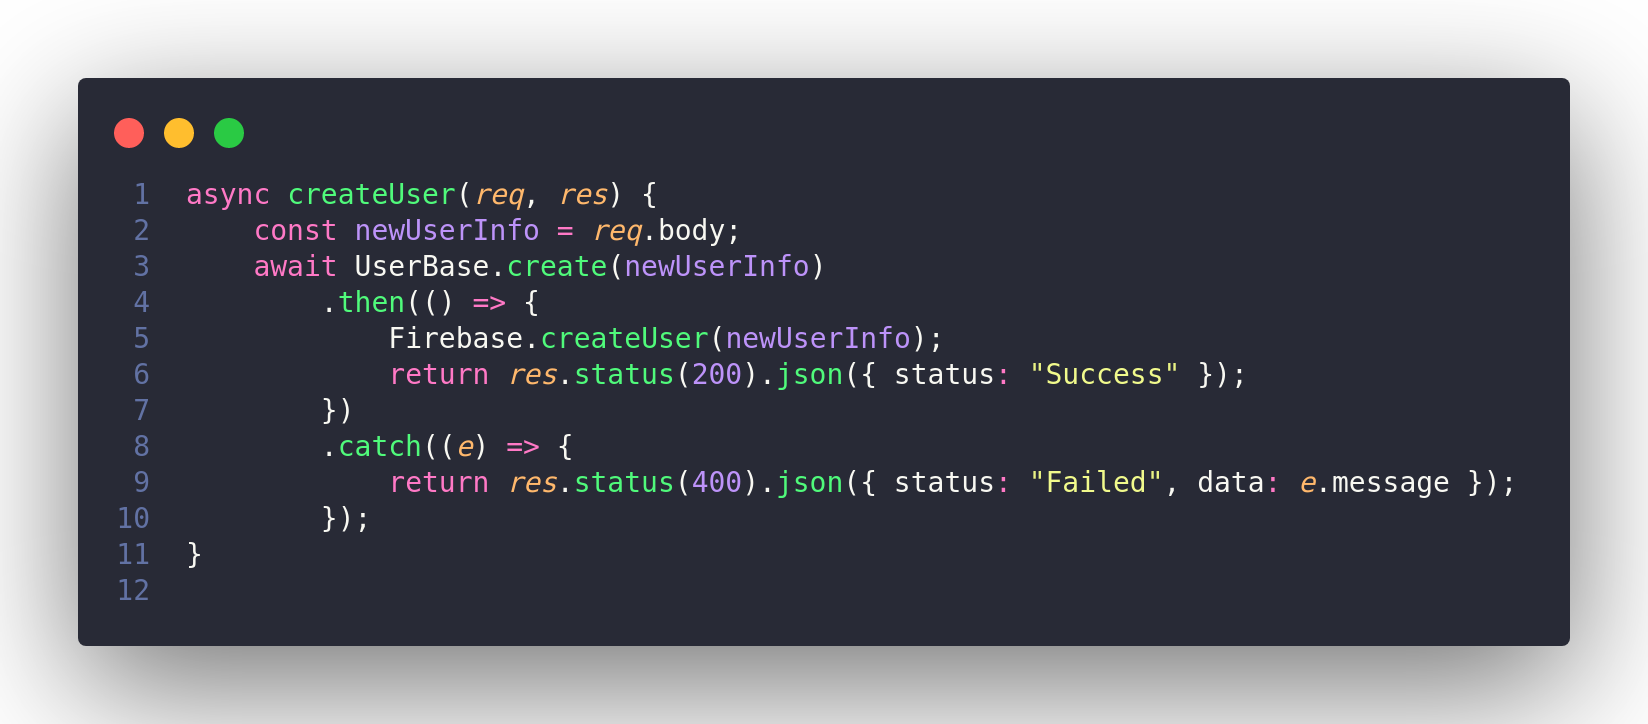 1 async createUser(req, res) {
2     const newUserInfo = req.body;
3     await UserBase.create(newUserInfo)
4         .then(() => {
5             Firebase.createUser(newUserInfo);
6             return res.status(200).json({ status: "Success" });
7         })
8         .catch((e) => {
9             return res.status(400).json({ status: "Failed", data: e.message });
10         });
11 }
12